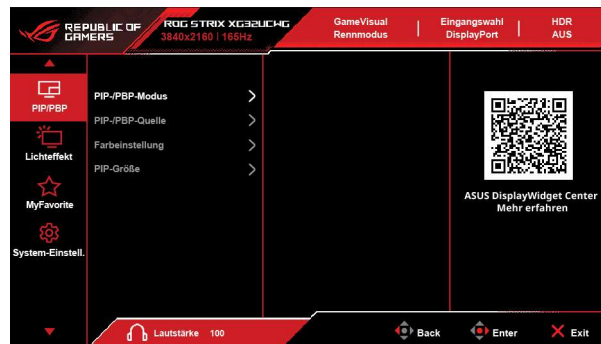 REPUBLIC OF
GAMERS
ROG STRIX XG32UCWG
3840x2160 | 165Hz
GameVisual
Rennmodus
Eingangswahl
DisplayPort
HDR
AUS
PIP/PBP
Lichteffekt
MyFavorite
System-Einstell.
PIP-/PBP-Modus
PIP-/PBP-Quelle
Farbeinstellung
PIP-Größe
ASUS DisplayWidget Center
Mehr erfahren
Lautstärke 100
Back
Enter
Exit